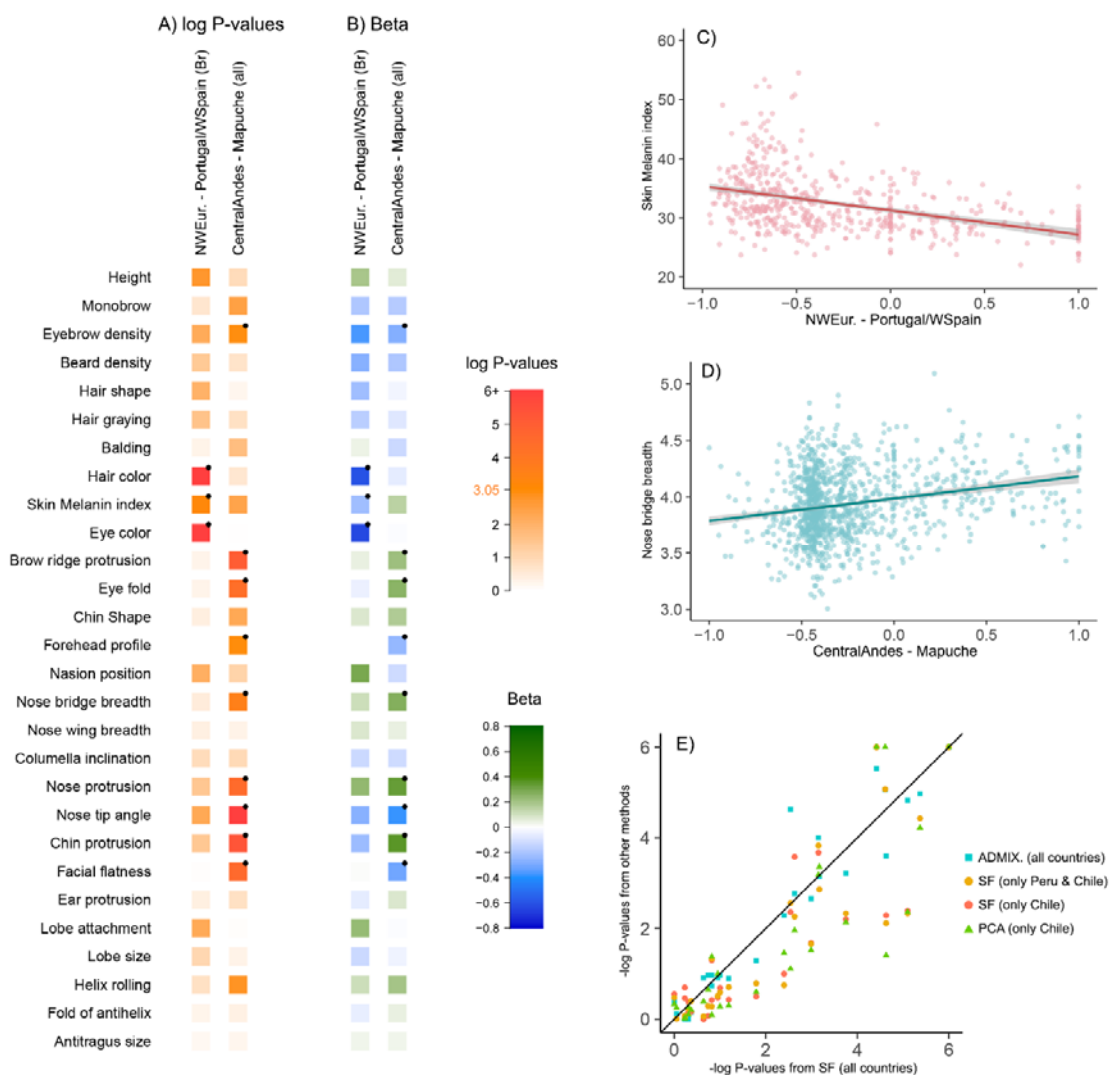 A) log P-values
B) Beta
NWEur. - Portugal/WSpain (Br)
CentralAndes - Mapuche (all)
NWEur. - Portugal/WSpain (Br)
CentralAndes - Mapuche (all)
Height
Monobrow
Eyebrow density
Beard density
Hair shape
Hair graying
Balding
Hair color
Skin Melanin index
Eye color
Brow ridge protrusion
Eye fold
Chin Shape
Forehead profile
Nasion position
Nose bridge breadth
Nose wing breadth
Columella inclination
Nose protrusion
Nose tip angle
Chin protrusion
Facial flatness
Ear protrusion
Lobe attachment
Lobe size
Helix rolling
Fold of antihelix
Antitragus size
log P-values
6+
5
4
3.05
2
1
0
Beta
0.8
0.6
0.4
0.2
0
−0.2
−0.4
−0.6
−0.8
C)
Skin Melanin index
60
50
40
30
20
−1.0 −0.5 0.0 0.5 1.0
NWEur. - Portugal/WSpain
D)
Nose bridge breadth
5.0
4.5
4.0
3.5
3.0
−1.0 −0.5 0.0 0.5 1.0
CentralAndes - Mapuche
E)
-log P-values from other methods
6
4
2
0
0 2 4 6
-log P-values from SF (all countries)
ADMIX. (all countries)
SF (only Peru & Chile)
SF (only Chile)
PCA (only Chile)